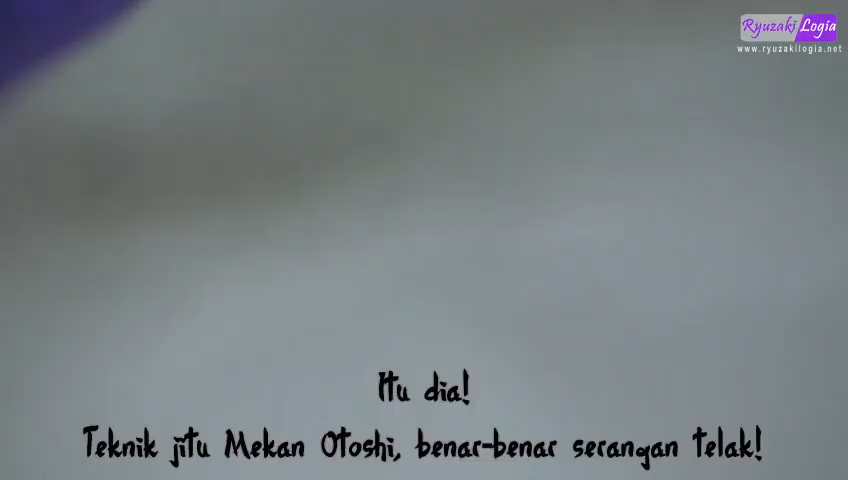 Ryuzaki Logia
www.ryuzakilogia.net
Itu dia!
Teknik jitu Mekan Otoshi, benar-benar serangan telak!